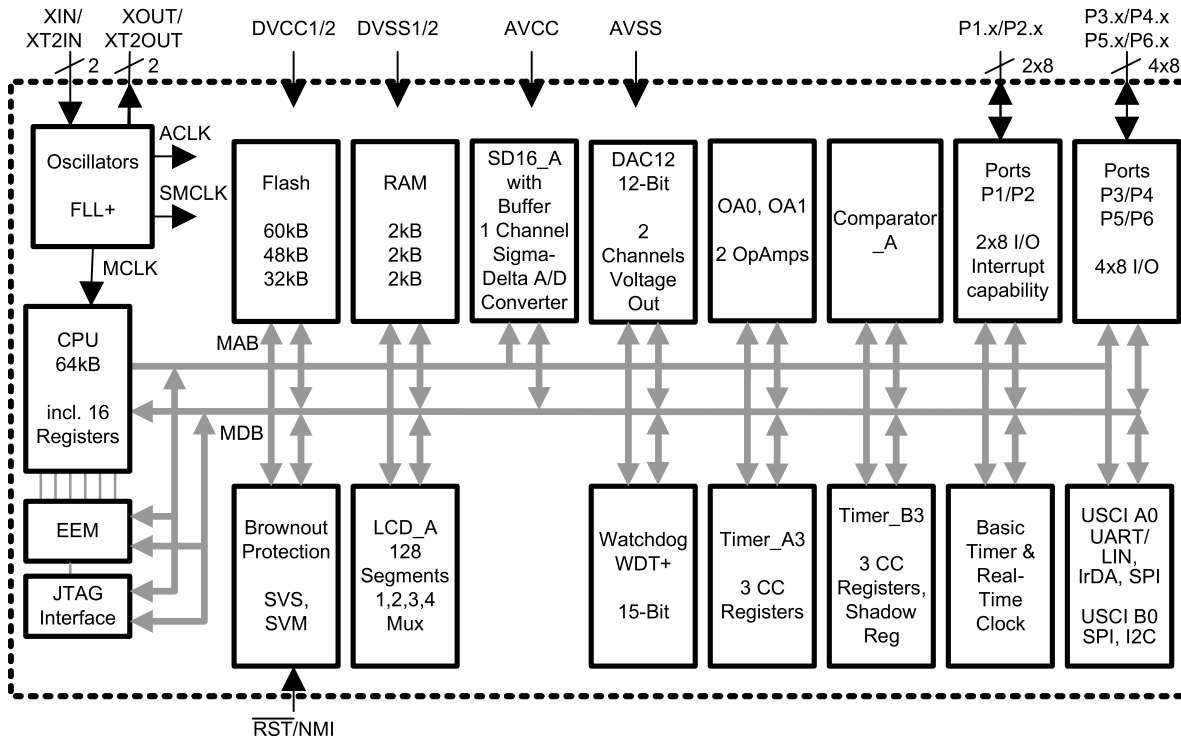 XIN/
XT2IN
XOUT/
XT2OUT
DVCC1/2
DVSS1/2
AVCC
AVSS
P1.x/P2.x
P3.x/P4.x
P5.x/P6.x
2
2
2x8
4x8
Oscillators
FLL+
ACLK
SMCLK
MCLK
Flash
60kB
48kB
32kB
RAM
2kB
2kB
2kB
SD16_A
with
Buffer
1 Channel
Sigma-
Delta A/D
Converter
DAC12
12-Bit
2
Channels
Voltage
Out
OA0, OA1
2 OpAmps
Comparator
_A
Ports
P1/P2
2x8 I/O
Interrupt
capability
Ports
P3/P4
P5/P6
4x8 I/O
CPU
64kB
incl. 16
Registers
MAB
MDB
EEM
JTAG
Interface
Brownout
Protection
SVS,
SVM
LCD_A
128
Segments
1,2,3,4
Mux
Watchdog
WDT+
15-Bit
Timer_A3
3 CC
Registers
Timer_B3
3 CC
Registers,
Shadow
Reg
Basic
Timer &
Real-
Time
Clock
USCI A0
UART/
LIN,
IrDA, SPI
USCI B0
SPI, I2C
RST/NMI